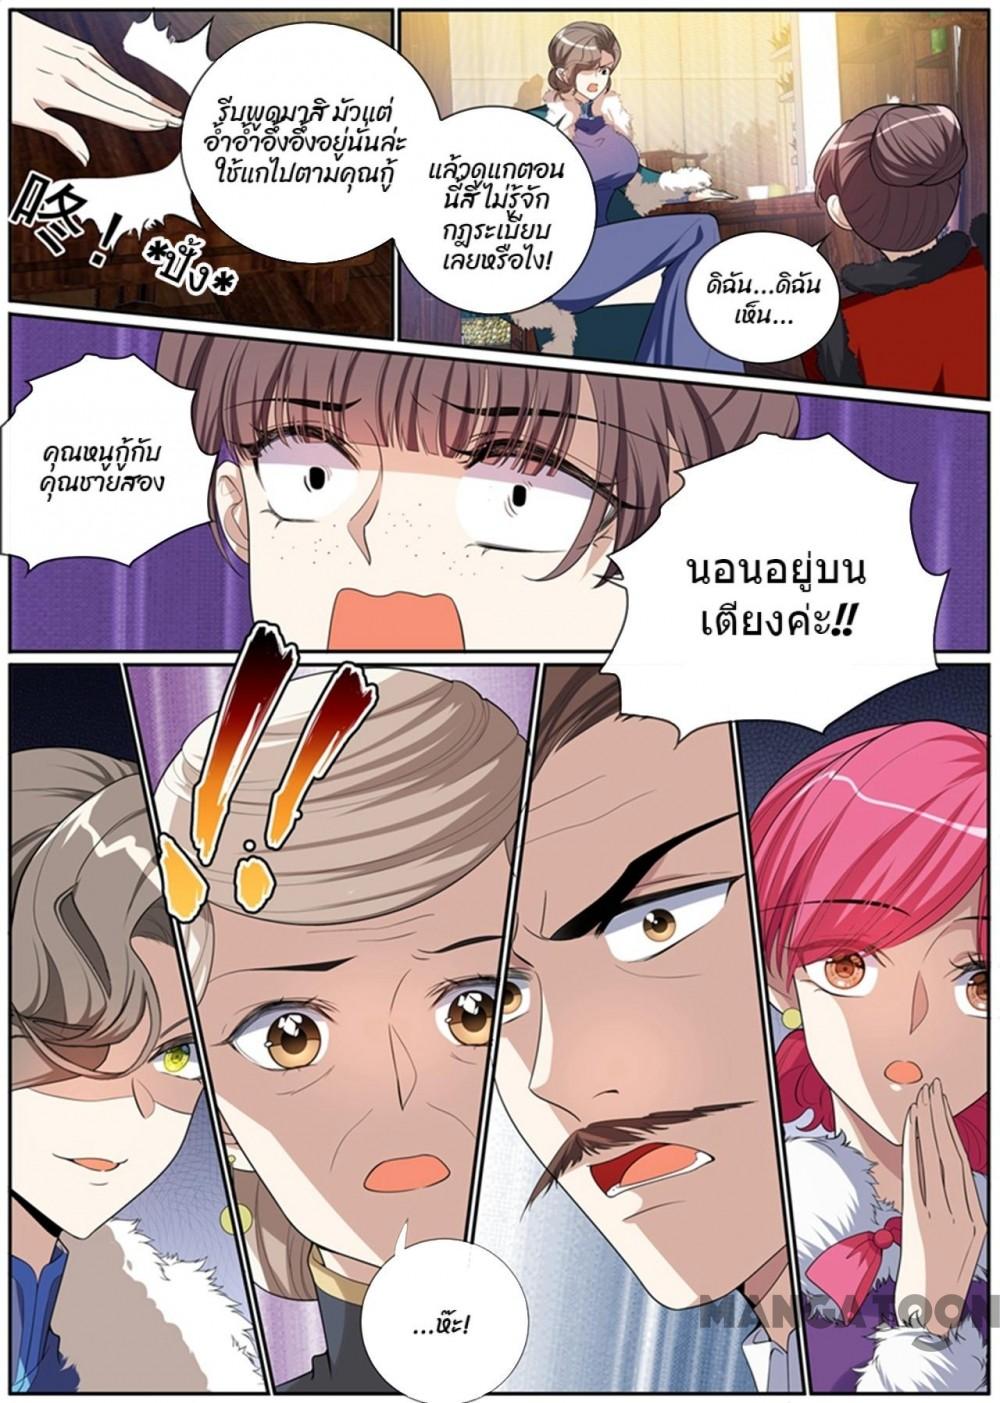 รีบพูดมาสิ มัวแต่
อ้ำอ้ำอึ้งอึ้งอยู่นั่นล่ะ
ใช้แกไปตามคุณกู้
แล้วดูแกตอน
นี้สิ ไม่รู้จัก
กฎระเบียบ
เลยหรือไง!
咚!
*ปั้ง*
ดิฉัน...ดิฉัน
เห็น...
คุณหนูกู้กับ
คุณชายสอง
นอนอยู่บน
เตียงค่ะ!!
!!
...ห๊ะ!
MANGATOON